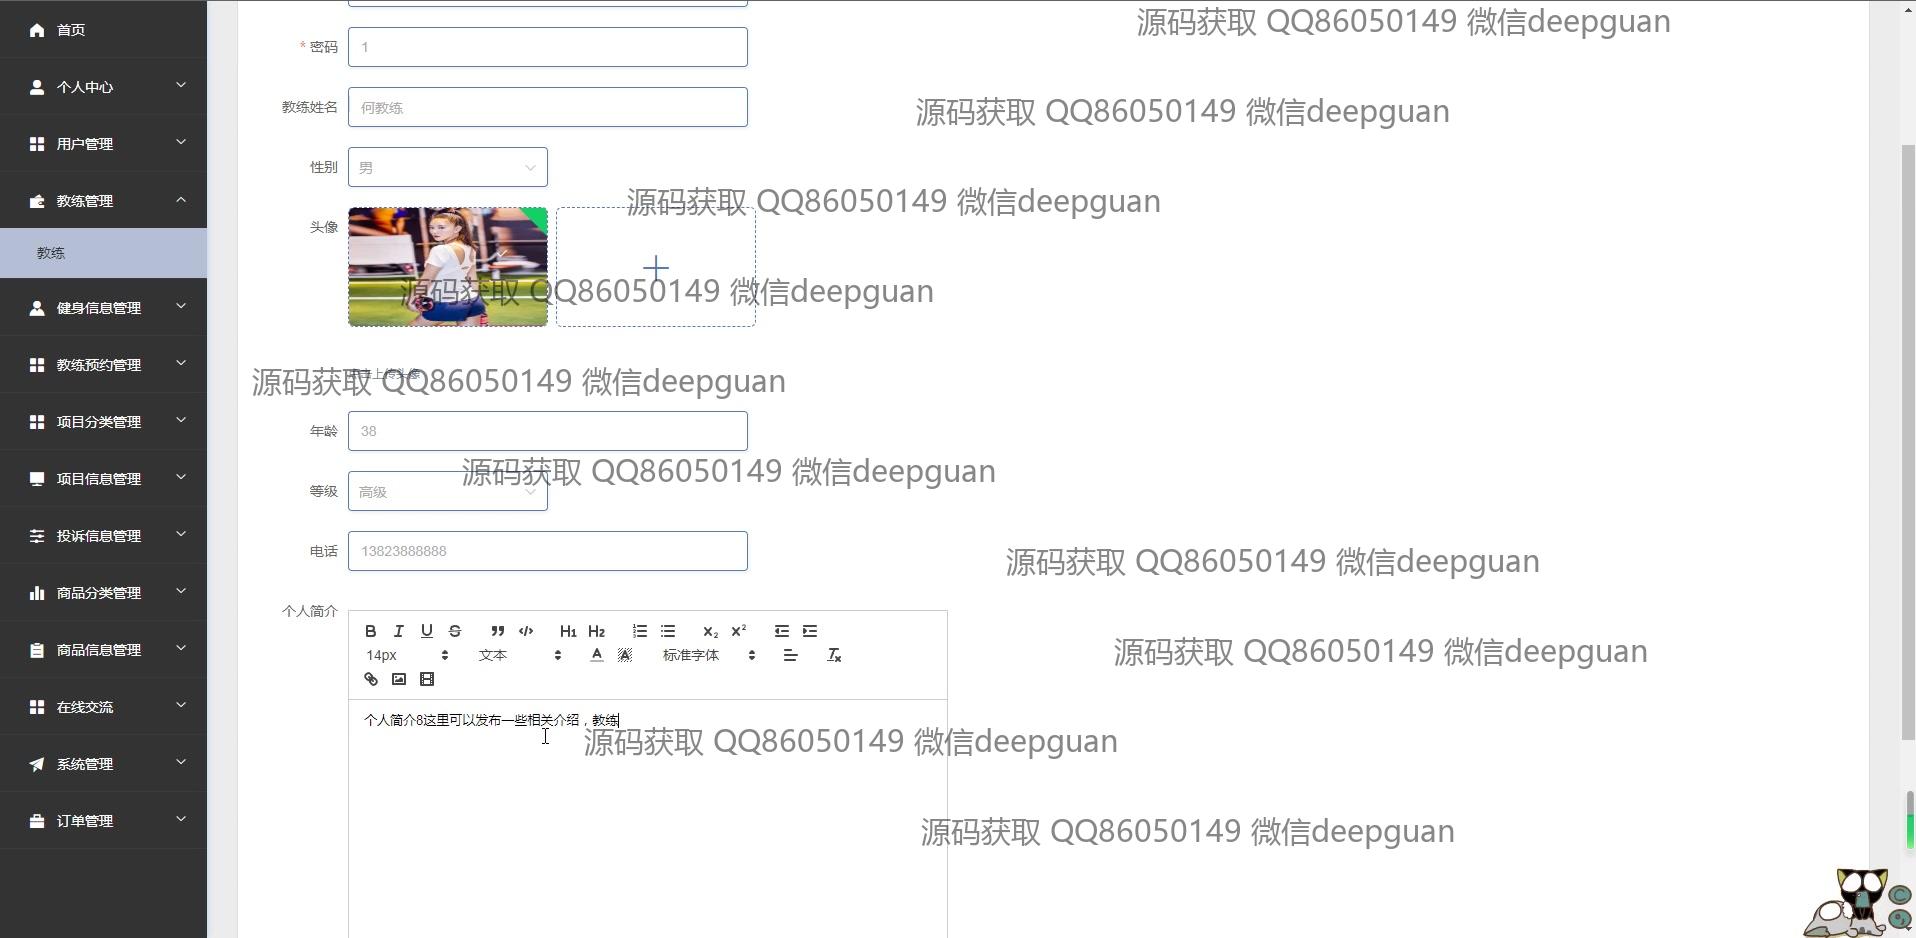 首页
个人中心
用户管理
教练管理
教练
健身信息管理
教练预约管理
项目分类管理
项目信息管理
投诉信息管理
商品分类管理
商品信息管理
在线交流
系统管理
订单管理
源码获取 QQ86050149 微信deepguan
* 密码 1
源码获取 QQ86050149 微信deepguan
教练姓名 何教练
性别 男
源码获取 QQ86050149 微信deepguan
头像
源码获取 QQ86050149 微信deepguan
点击上传头像
源码获取 QQ86050149 微信deepguan
年龄 38
源码获取 QQ86050149 微信deepguan
等级 高级
电话 13823888888
源码获取 QQ86050149 微信deepguan
个人简介
B I U S H1 H2 X2 X2
14px 文本 A A 标准字体
源码获取 QQ86050149 微信deepguan
个人简介8这里可以发布一些相关介绍，教练
源码获取 QQ86050149 微信deepguan
源码获取 QQ86050149 微信deepguan